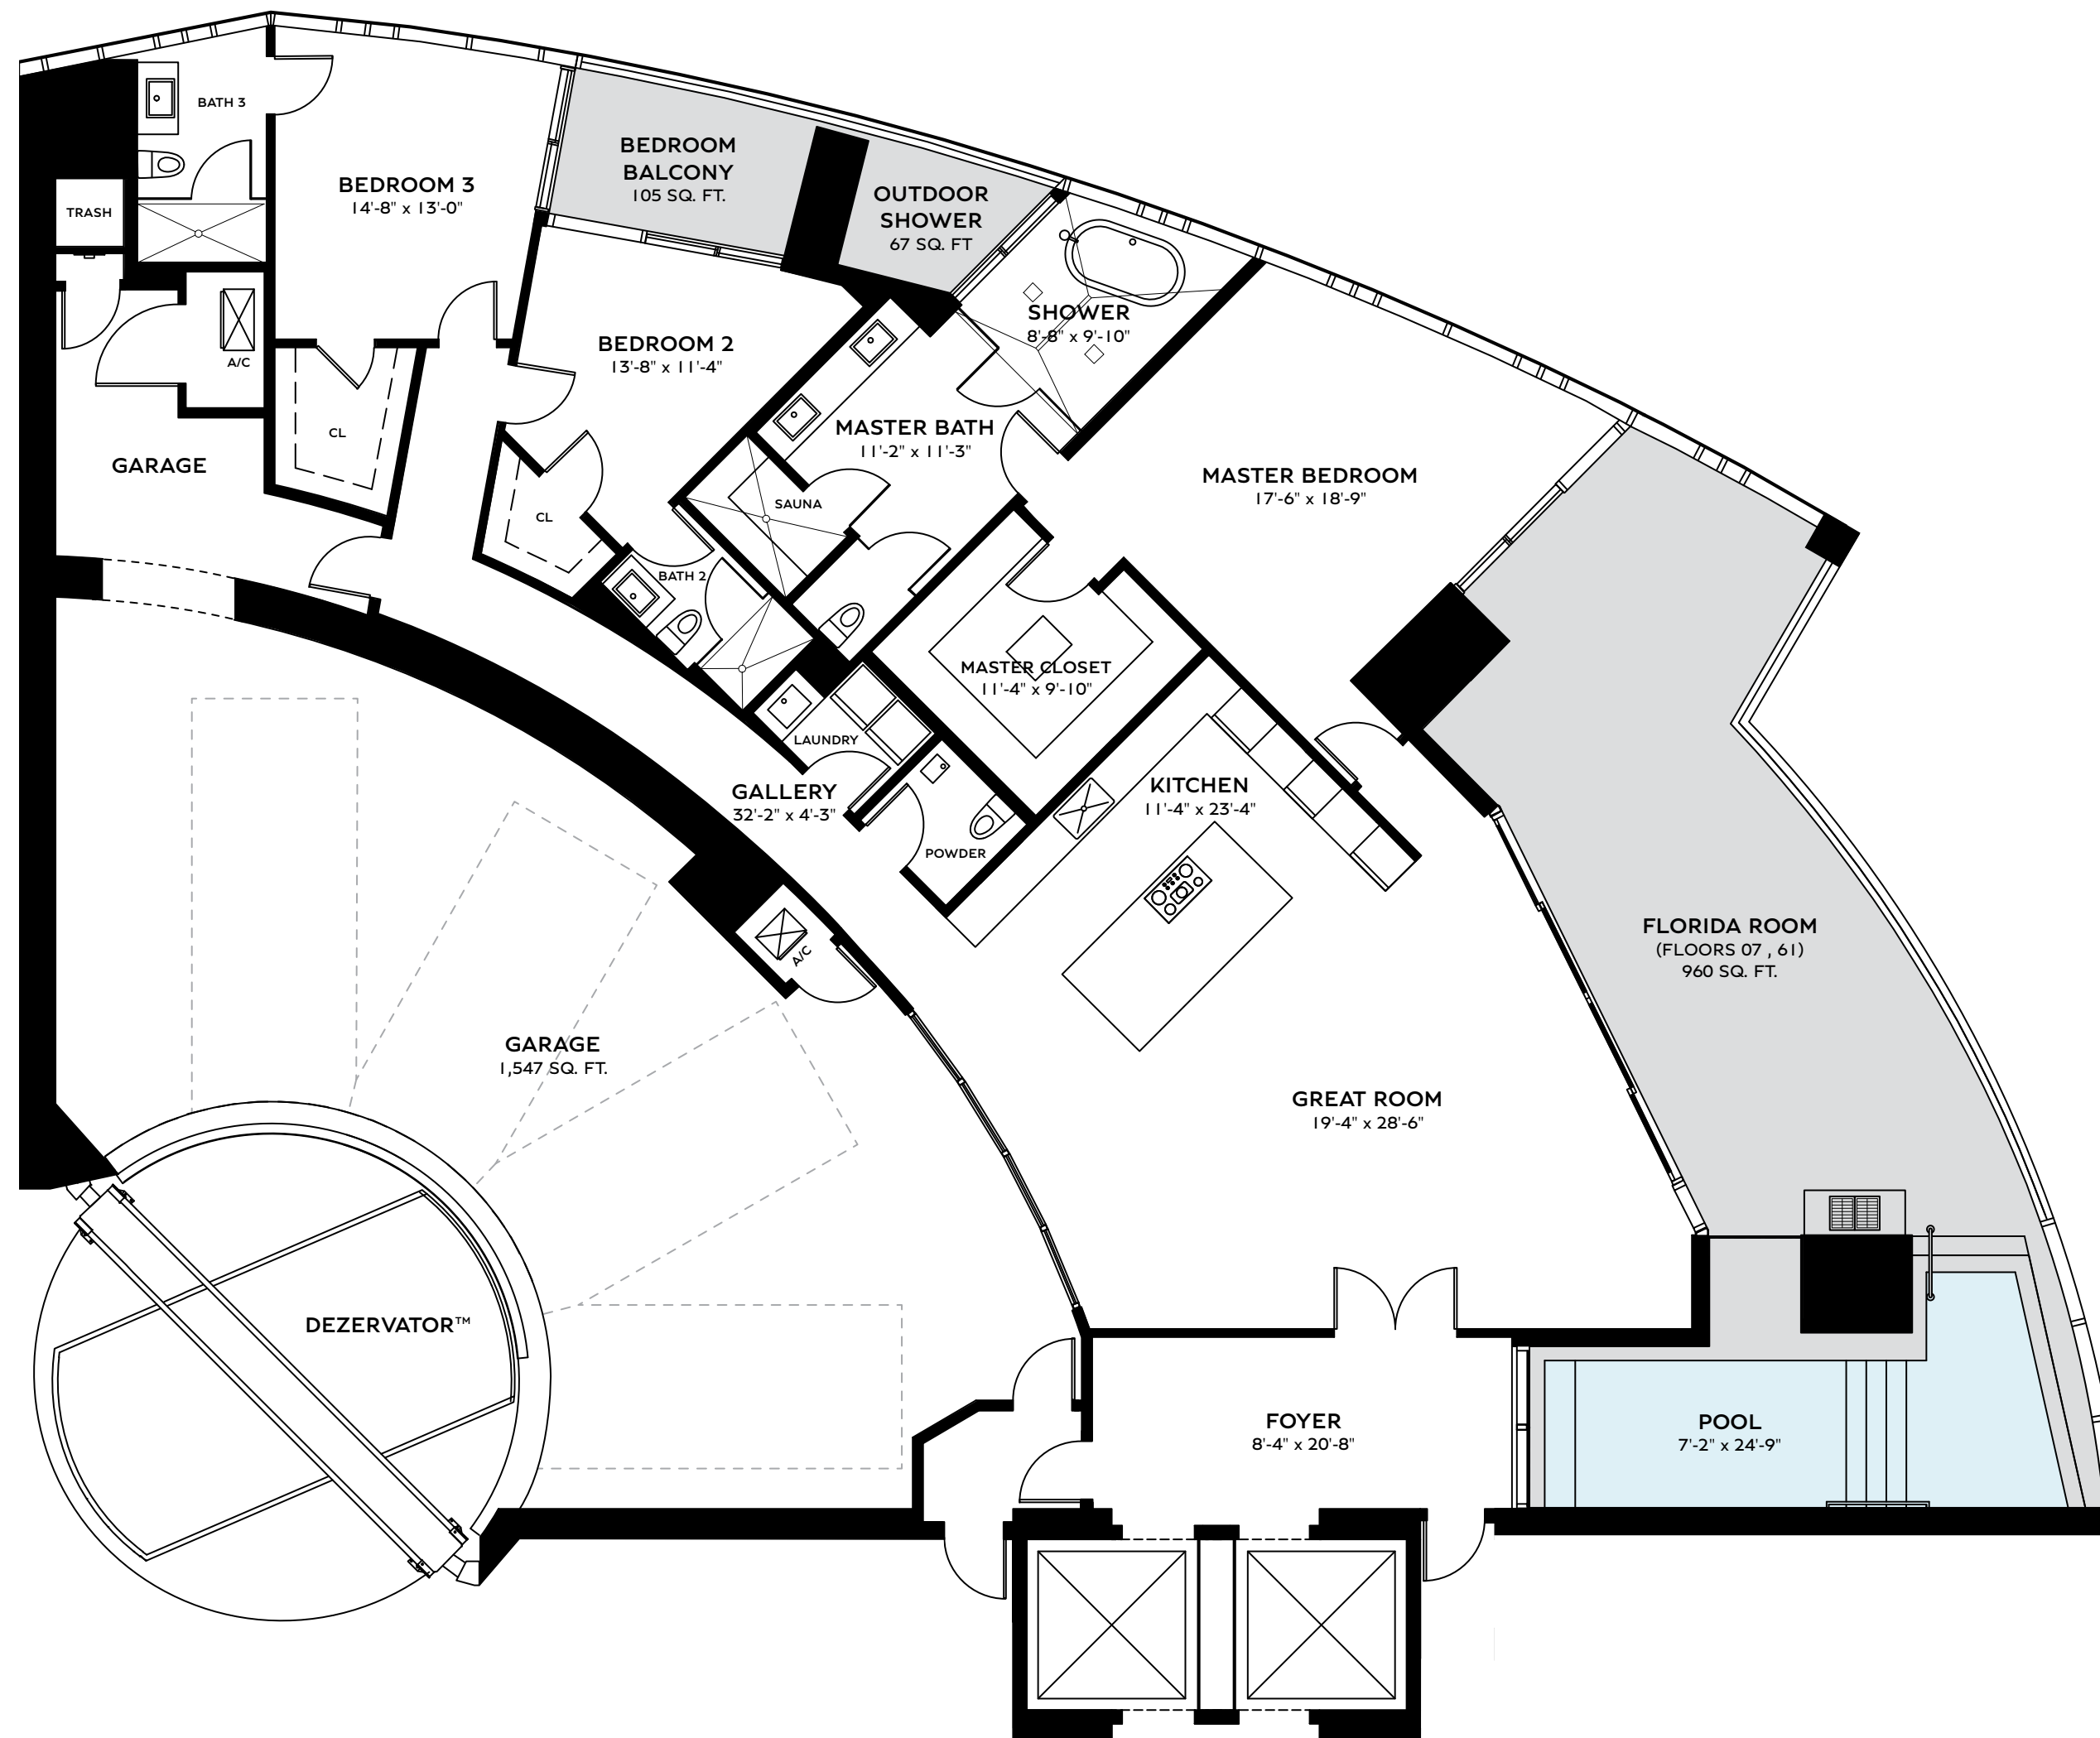 BATH 3
BEDROOM 3
14'-8" x 13'-0"
BEDROOM
BALCONY
105 SQ. FT.
OUTDOOR
SHOWER
67 SQ. FT
TRASH
A/C
CL
GARAGE
BEDROOM 2
13'-8" x 11'-4"
SHOWER
8'-8" x 9'-10"
MASTER BATH
11'-2" x 11'-3"
SAUNA
CL
BATH 2
MASTER BEDROOM
17'-6" x 18'-9"
MASTER CLOSET
11'-4" x 9'-10"
LAUNDRY
GALLERY
32'-2" x 4'-3"
POWDER
KITCHEN
11'-4" x 23'-4"
A/C
FLORIDA ROOM
(FLOORS 07 , 61)
960 SQ. FT.
GARAGE
1,547 SQ. FT.
GREAT ROOM
19'-4" x 28'-6"
DEZERVATOR™
FOYER
8'-4" x 20'-8"
POOL
7'-2" x 24'-9"